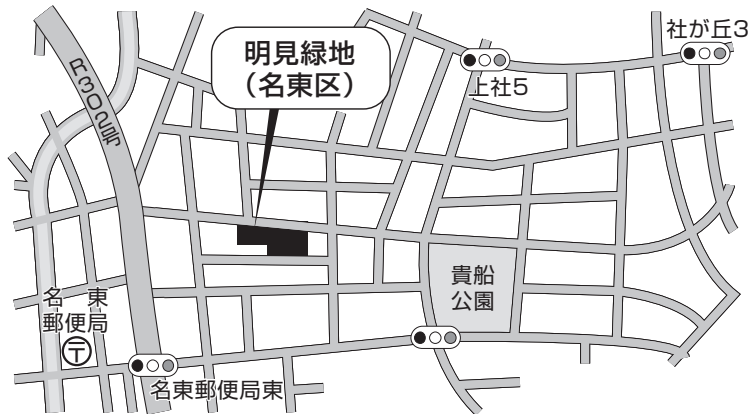 社が丘3
明見緑地
（名東区）
上社5
R302号
貴船
公園
名 東
郵便局
〒
名東郵便局東